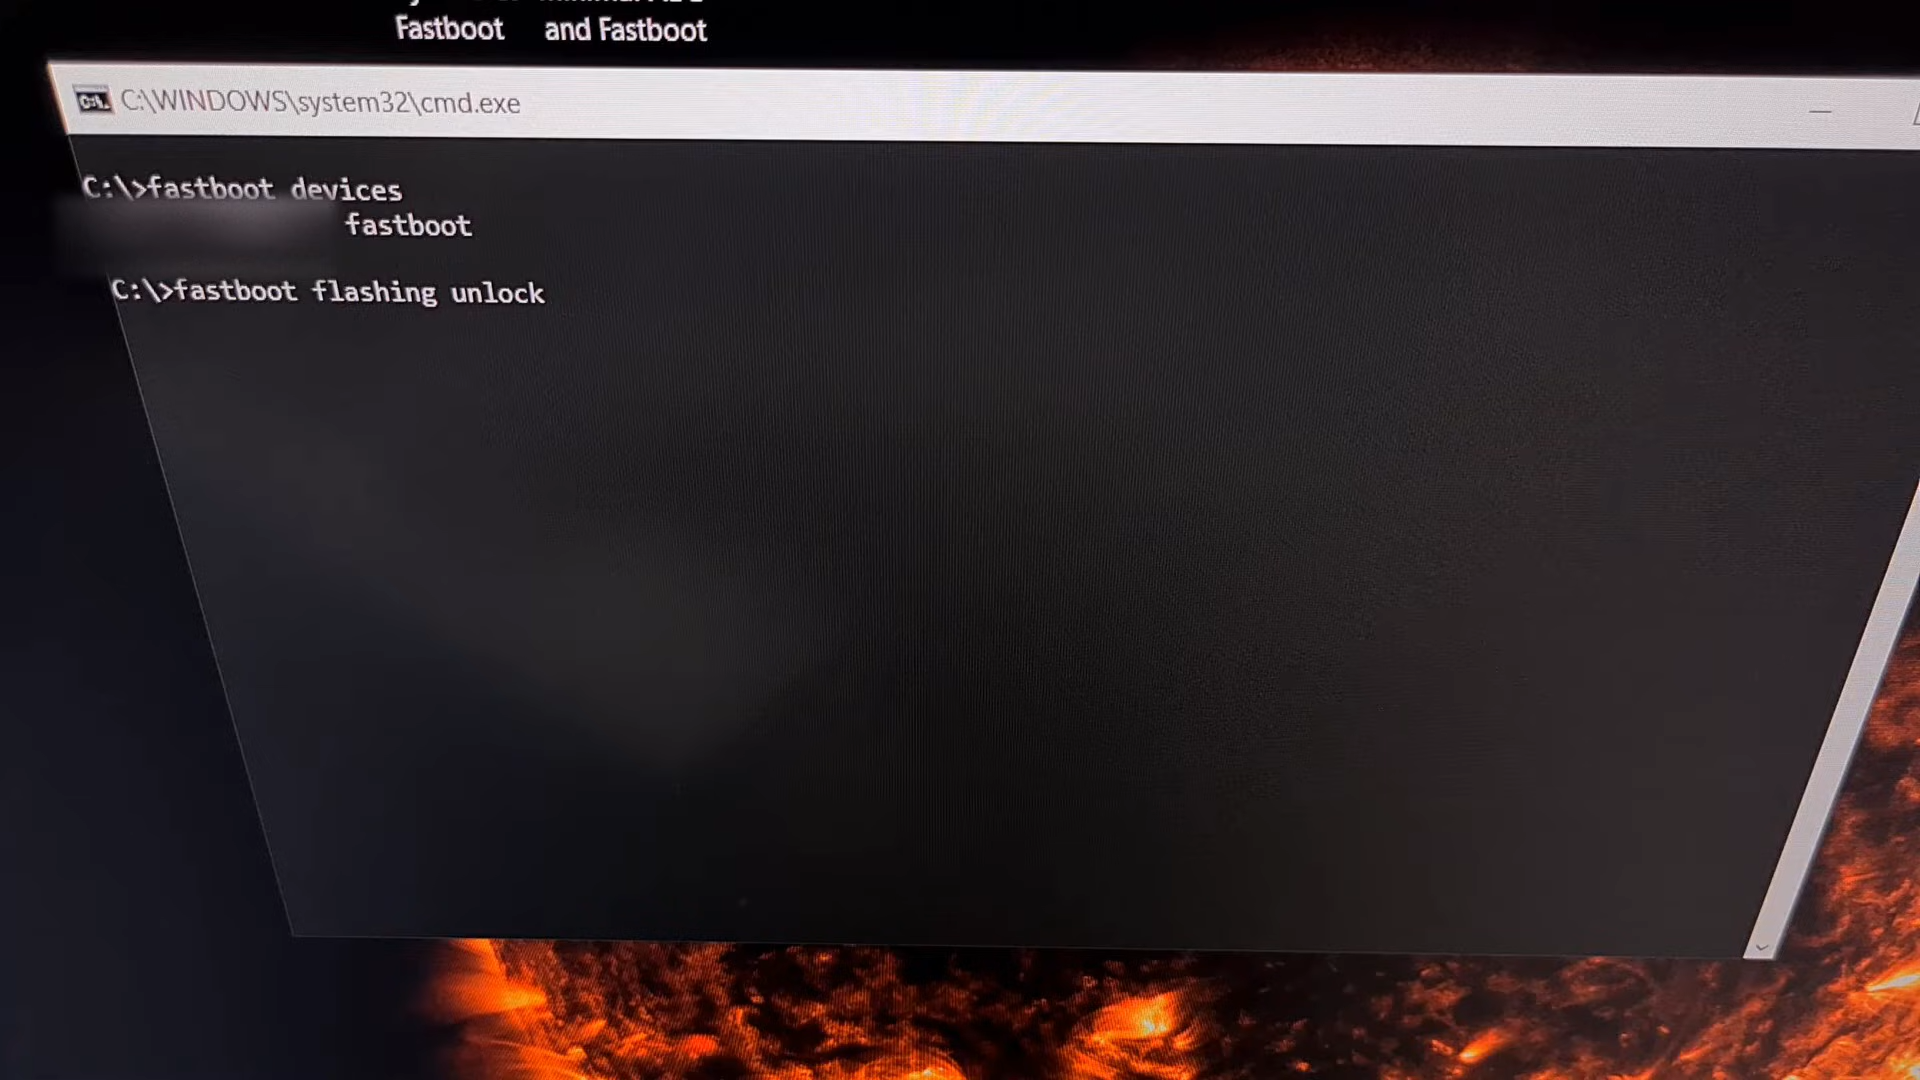 Fastboot and Fastboot
C:\WINDOWS\system32\cmd.exe
C:\>fastboot devices
fastboot
C:\>fastboot flashing unlock